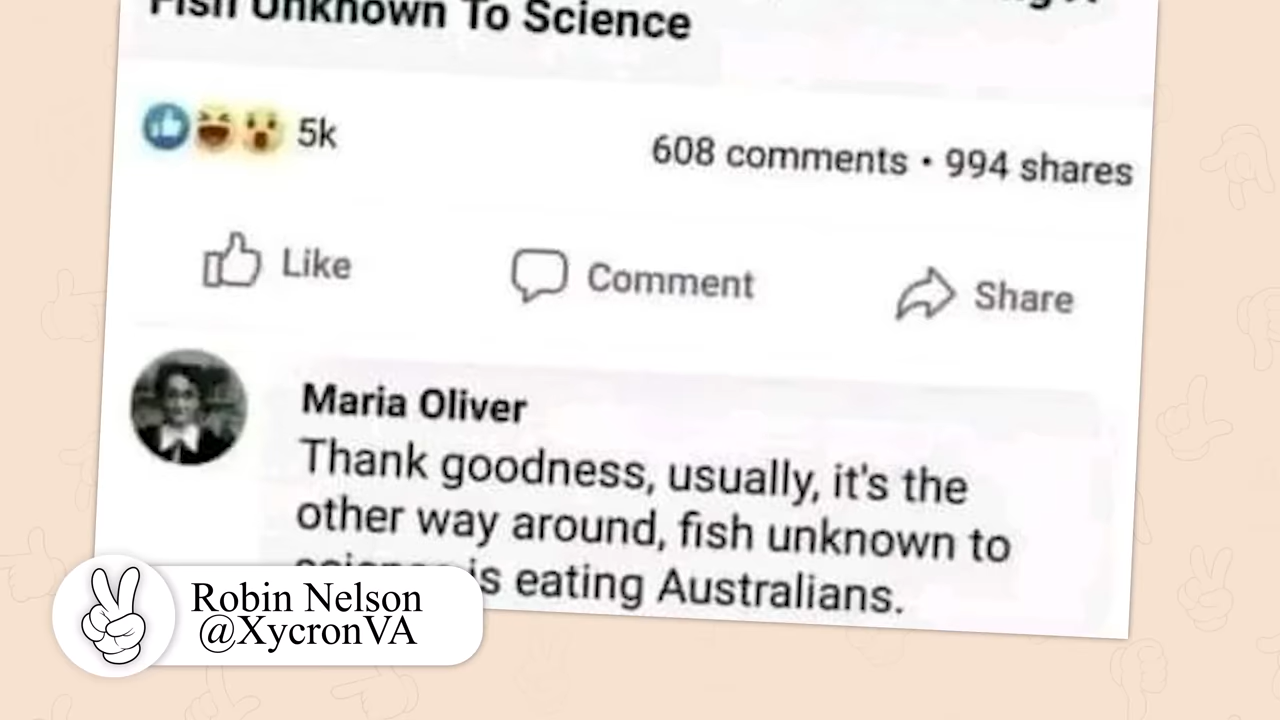 Fish Unknown To Science
5k
608 comments • 994 shares
Like
Comment
Share
Maria Oliver
Thank goodness, usually, it's the
other way around, fish unknown to
is eating Australians.
Robin Nelson
@XycronVA